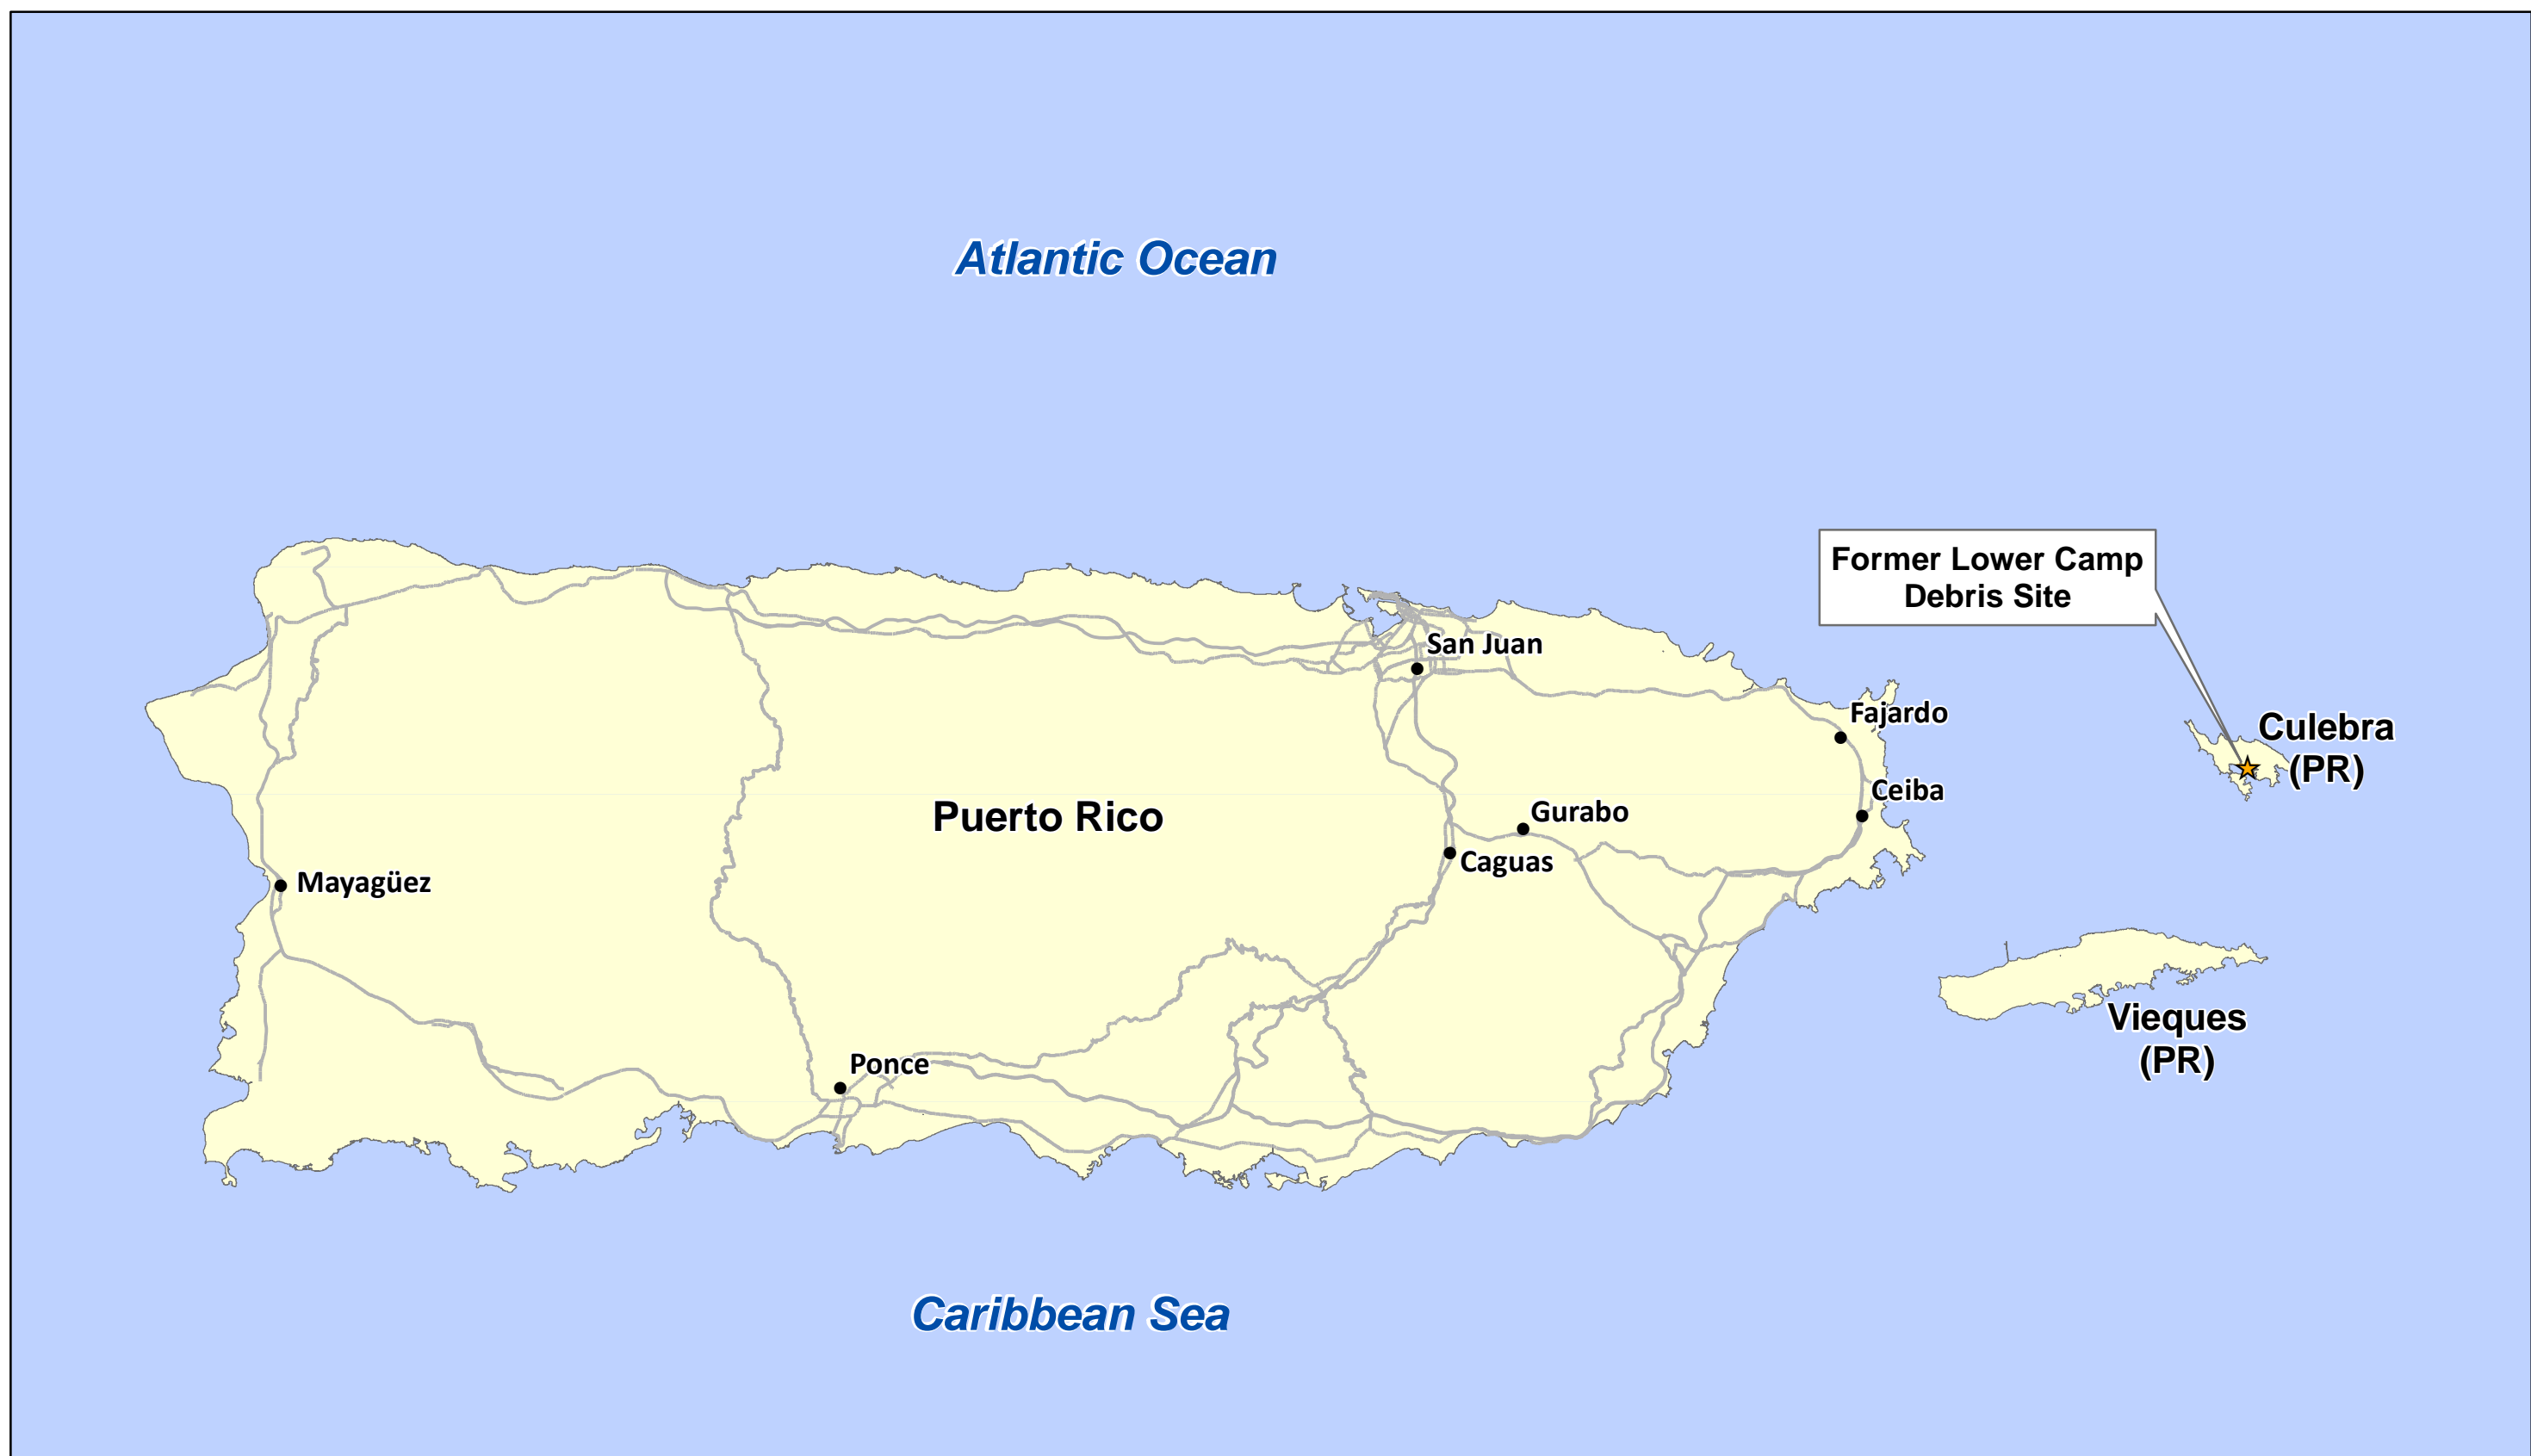 Atlantic Ocean
Former Lower Camp
Debris Site
San Juan
Fajardo
Culebra
(PR)
Ceiba
Puerto Rico
Gurabo
Caguas
Mayagüez
Vieques
(PR)
Ponce
Caribbean Sea